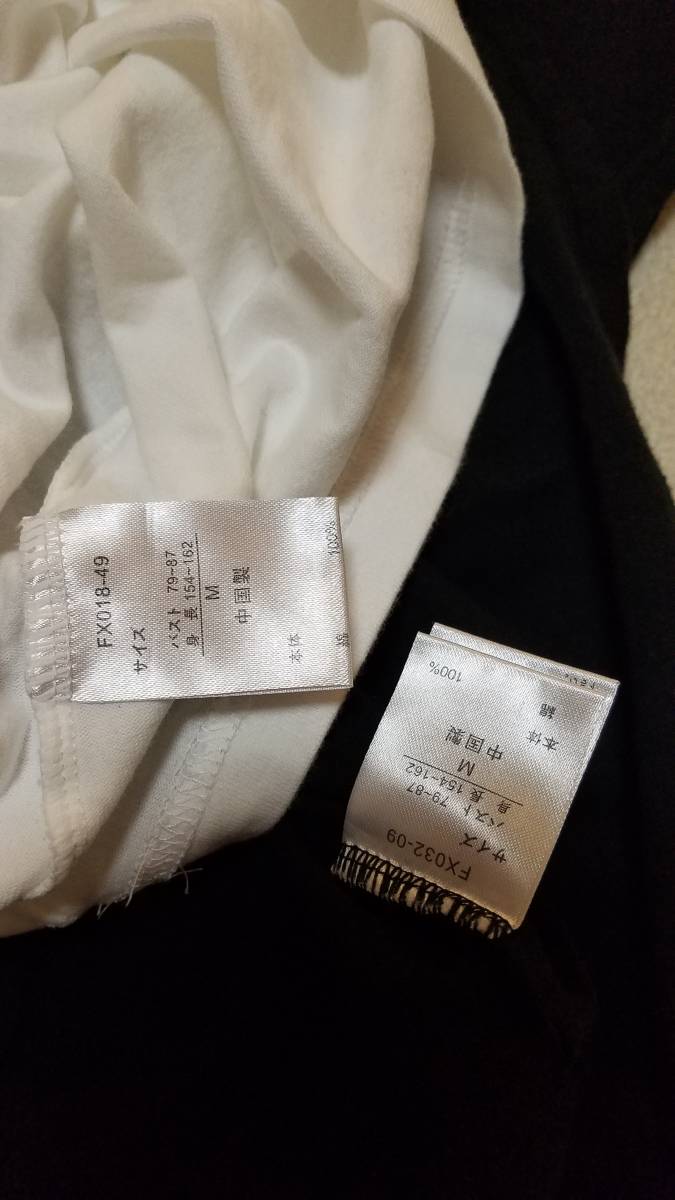 FX018-49
サイズ
バスト 79-87
身 長 154-162
M
中国製
本体
綿
100%
FX032-09
サイズ
バスト 79-87
身 長 154-162
M
中国製
本体
綿
100%